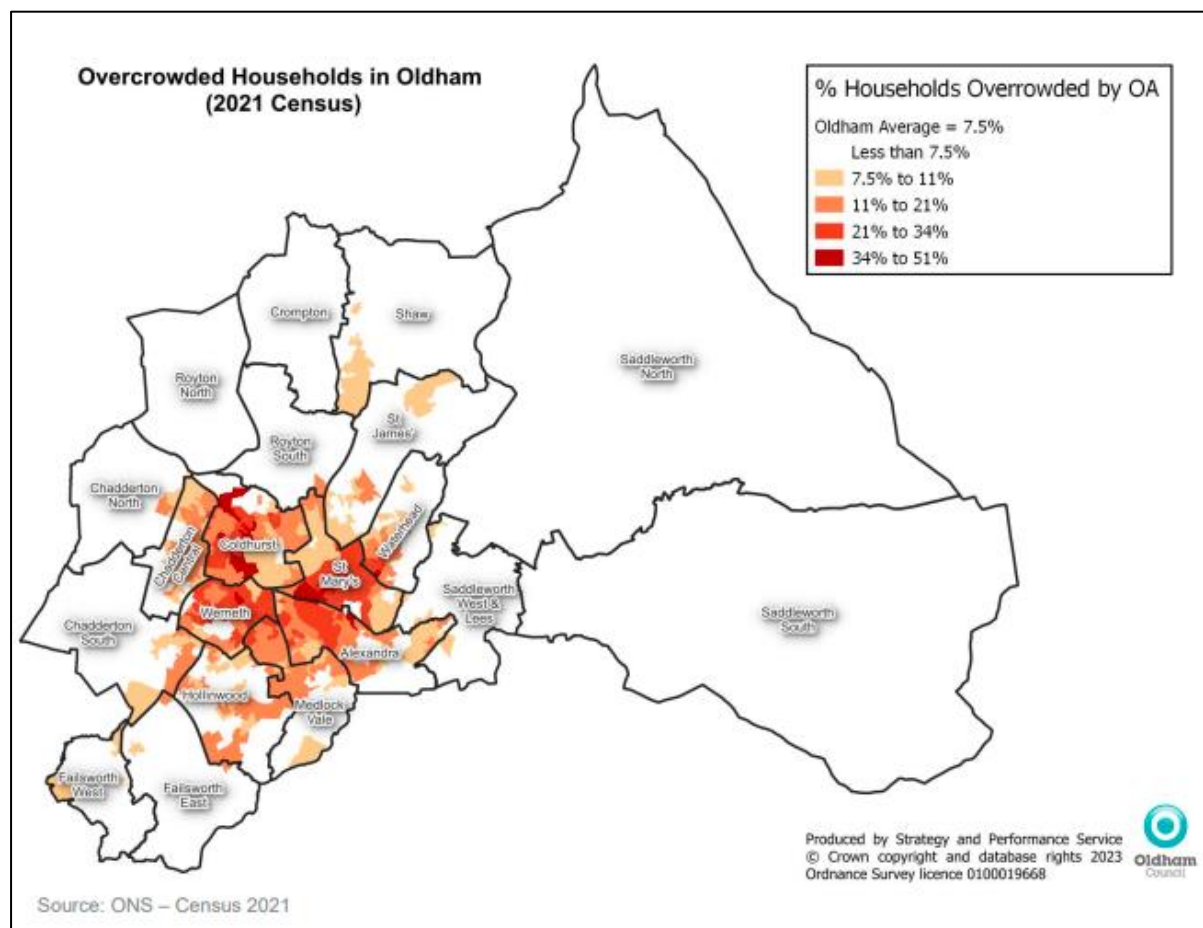 Overcrowded Households in Oldham
(2021 Census)
% Households Overrowded by OA
Oldham Average = 7.5%
Less than 7.5%
7.5% to 11%
11% to 21%
21% to 34%
34% to 51%
Crompton
Shaw
Saddleworth
North
Royton
North
Royton
South
St
James'
Chadderton
North
Chadderton
Central
Coldhurst
Waterhead
St
Mary's
Saddleworth
West &
Lees
Saddleworth
South
Werneth
Chadderton
South
Alexandra
Hollinwood
Medlock
Vale
Failsworth
West
Failsworth
East
Produced by Strategy and Performance Service
© Crown copyright and database rights 2023
Ordnance Survey licence 0100019668
Oldham
Council
Source: ONS – Census 2021